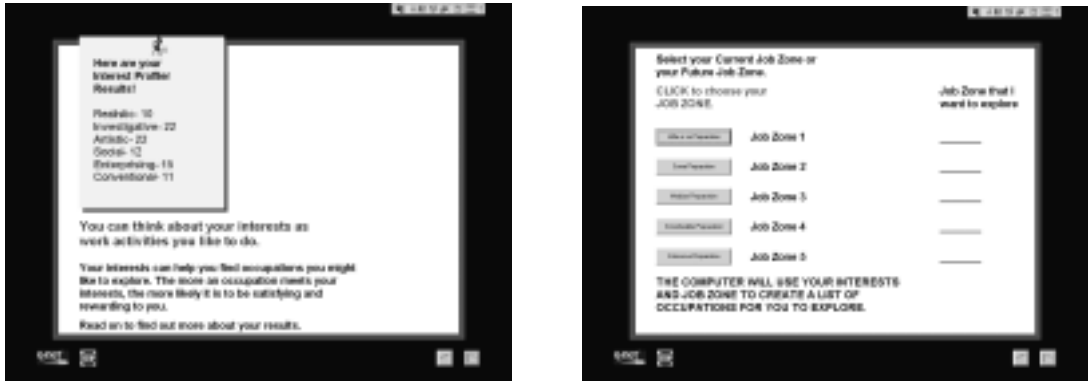 Here are your
Interest Profiler
Results!
Realistic- 10
Investigative- 22
Artistic- 22
Social- 12
Enterprising- 15
Conventional- 11
You can think about your interests as
work activities you like to do.
Your interests can help you find occupations you might
like to explore. The more an occupation meets your
interests, the more likely it is to be satisfying and
rewarding to you.
Read on to find out more about your results.
Select your Current Job Zone or
your Future Job Zone.
CLICK to choose your
JOB ZONE.
Job Zone that I
want to explore
Job Zone 1
Job Zone 2
Job Zone 3
Job Zone 4
Job Zone 5
THE COMPUTER WILL USE YOUR INTERESTS
AND JOB ZONE TO CREATE A LIST OF
OCCUPATIONS FOR YOU TO EXPLORE.